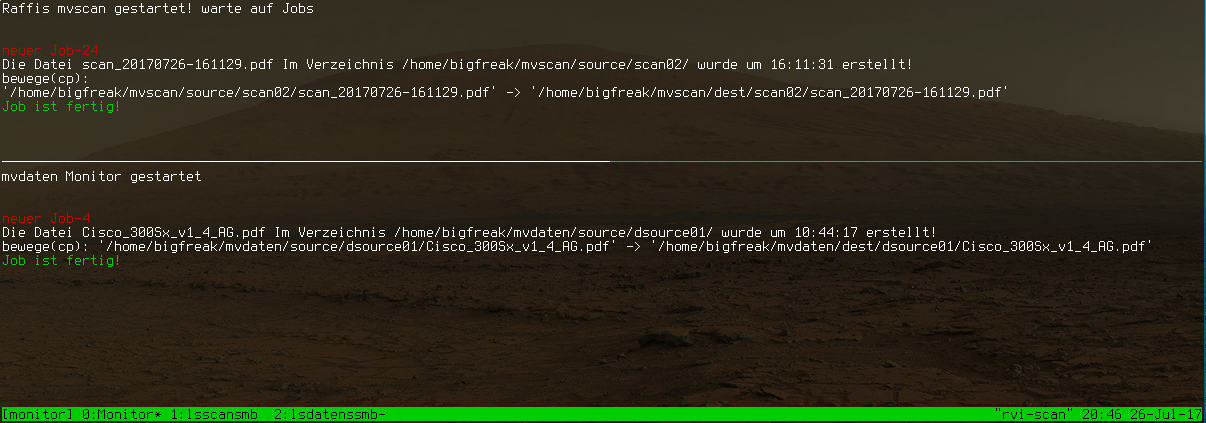 Raffis mvscan gestartet! warte auf Jobs
neuer Job-24
Die Datei scan_20170726-161129.pdf Im Verzeichnis /home/bigfreak/mvscan/source/scan02/ wurde um 16:11:31 erstellt!
bewege(cp):
'/home/bigfreak/mvscan/source/scan02/scan_20170726-161129.pdf' -> '/home/bigfreak/mvscan/dest/scan02/scan_20170726-161129.pdf'
Job ist fertig!
mvdaten Monitor gestartet
neuer Job-4
Die Datei Cisco_300Sx_v1_4_AG.pdf Im Verzeichnis /home/bigfreak/mvdaten/source/dsource01/ wurde um 10:44:17 erstellt!
bewege(cp): '/home/bigfreak/mvdaten/source/dsource01/Cisco_300Sx_v1_4_AG.pdf' -> '/home/bigfreak/mvdaten/dest/dsource01/Cisco_300Sx_v1_4_AG.pdf'
Job ist fertig!
[monitor] 0:Monitor* 1:lsscansmb  2:lsdatenssmb- "rvi-scan" 20:46 26-Jul-17